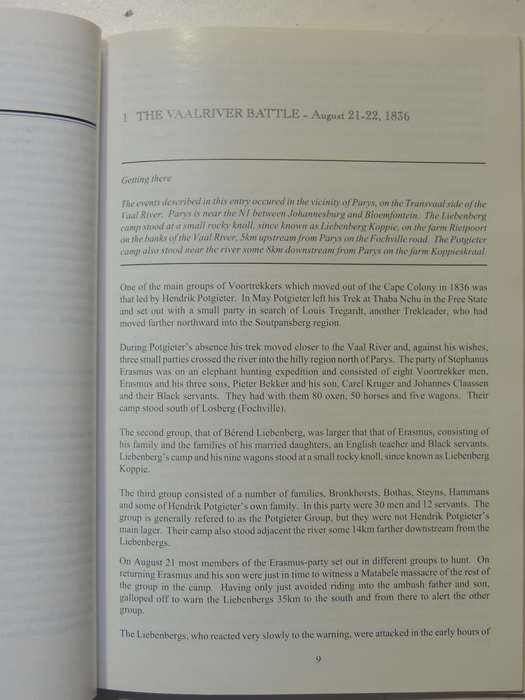 1 THE VAALRIVER BATTLE - August 21-22, 1836
Getting there
The events described in this entry occured in the vicinity of Parys, on the Transvaal side of the
Vaal River. Parys is near the N1 between Johannesburg and Bloemfontein. The Liebenberg
camp stood at a small rocky knoll, since known as Liebenberg Koppie, on the farm Rietpoort
on the banks of the Vaal River, 5km upstream from Parys on the Fochville road. The Potgieter
camp also stood near the river some 8km downstream from Parys on the farm Koppieskraal.
One of the main groups of Voortrekkers which moved out of the Cape Colony in 1836 was
that led by Hendrik Potgieter. In May Potgieter left his Trek at Thaba Nchu in the Free State
and set out with a small party in search of Louis Tregardt, another Trekleader, who had
moved farther northward into the Soutpansberg region.
During Potgieter's absence his trek moved closer to the Vaal River and, against his wishes,
three small parties crossed the river into the hilly region north of Parys. The party of Stephanus
Erasmus was on an elephant hunting expedition and consisted of eight Voortrekker men,
Erasmus and his three sons, Pieter Bekker and his son, Carel Kruger and Johannes Claassen
and their Black servants. They had with them 80 oxen, 50 horses and five wagons. Their
camp stood south of Losberg (Fochville).
The second group, that of Bérend Liebenberg, was larger that that of Erasmus, consisting of
his family and the families of his married daughters, an English teacher and Black servants.
Liebenberg's camp and his nine wagons stood at a small rocky knoll, since known as Liebenberg
Koppie.
The third group consisted of a number of families, Bronkhorsts, Bothas, Steyns, Hammans
and some of Hendrik Potgieter's own family. In this party were 30 men and 12 servants. The
group is generally refered to as the Potgieter Group, but they were not Hendrik Potgieter's
main lager. Their camp also stood adjacent the river some 14km farther downstream from the
Liebenbergs.
On August 21 most members of the Erasmus-party set out in different groups to hunt. On
returning Erasmus and his son were just in time to witness a Matabele massacre of the rest of
the group in the camp. Having only just avoided riding into the ambush father and son,
galloped off to warn the Liebenbergs 35km to the south and from there to alert the other
group.
The Liebenbergs, who reacted very slowly to the warning, were attacked in the early hours of
9